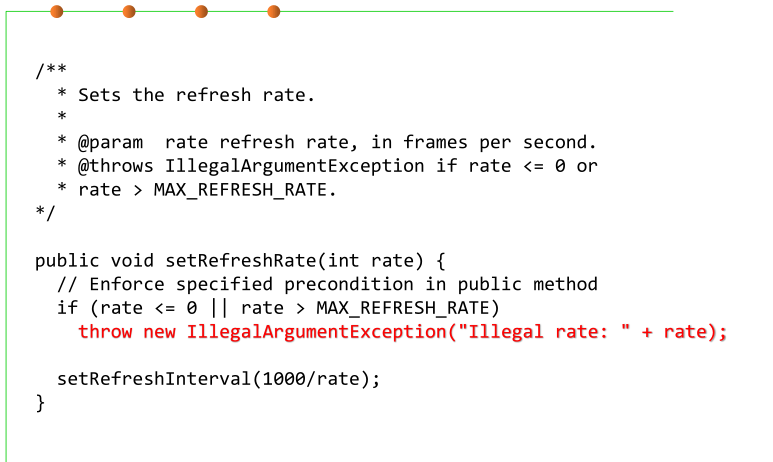 /**
  * Sets the refresh rate.
  *
  * @param  rate refresh rate, in frames per second.
  * @throws IllegalArgumentException if rate <= 0 or
  * rate > MAX_REFRESH_RATE.
*/

public void setRefreshRate(int rate) {
  // Enforce specified precondition in public method
  if (rate <= 0 || rate > MAX_REFRESH_RATE)
    throw new IllegalArgumentException("Illegal rate: " + rate);

  setRefreshInterval(1000/rate);
}